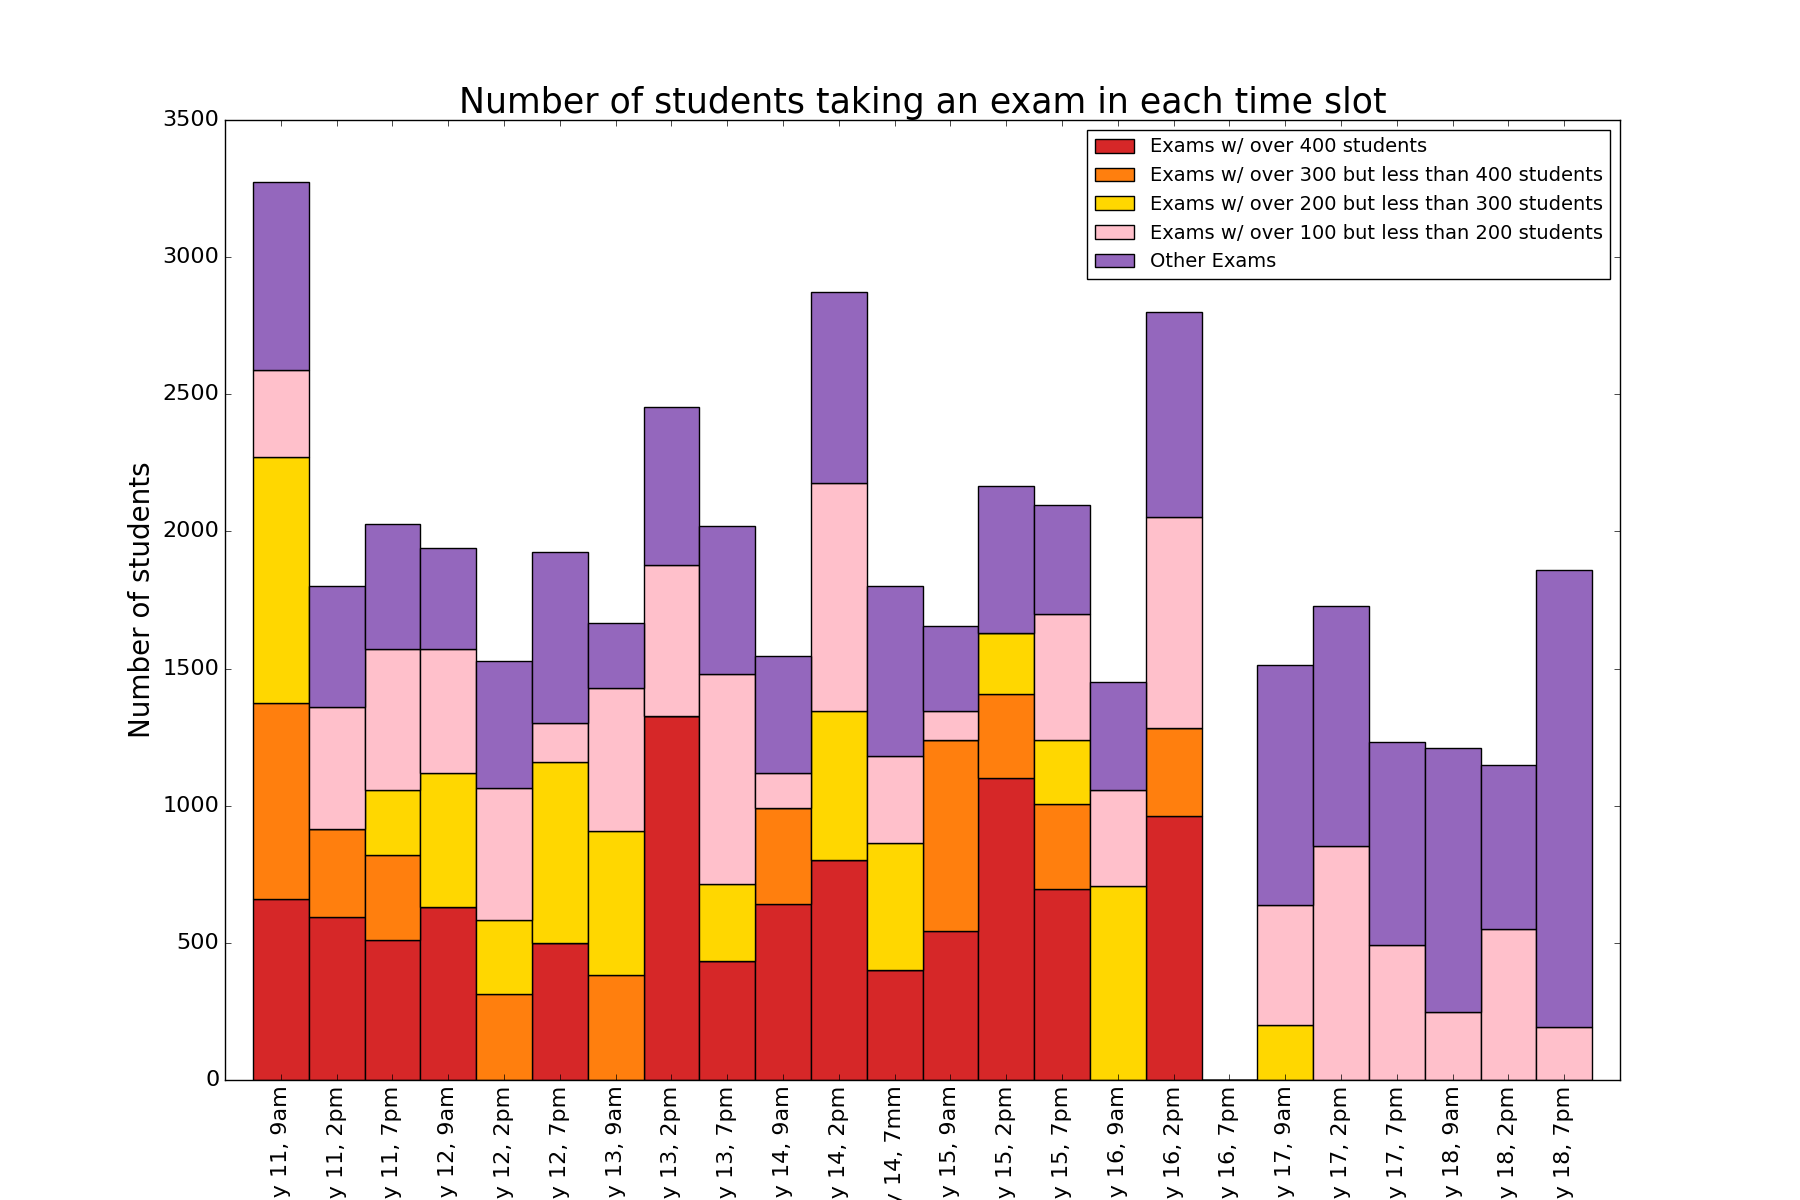 Number of students taking an exam in each time slot
Exams w/ over 400 students
Exams w/ over 300 but less than 400 students
Exams w/ over 200 but less than 300 students
Exams w/ over 100 but less than 200 students
Other Exams
Number of students
3500
3000
2500
2000
1500
1000
500
0
y 11, 9am
y 11, 2pm
y 11, 7pm
y 12, 9am
y 12, 2pm
y 12, 7pm
y 13, 9am
y 13, 2pm
y 13, 7pm
y 14, 9am
y 14, 2pm
y 14, 7mm
y 15, 9am
y 15, 2pm
y 15, 7pm
y 16, 9am
y 16, 2pm
y 16, 7pm
y 17, 9am
y 17, 2pm
y 17, 7pm
y 18, 9am
y 18, 2pm
y 18, 7pm